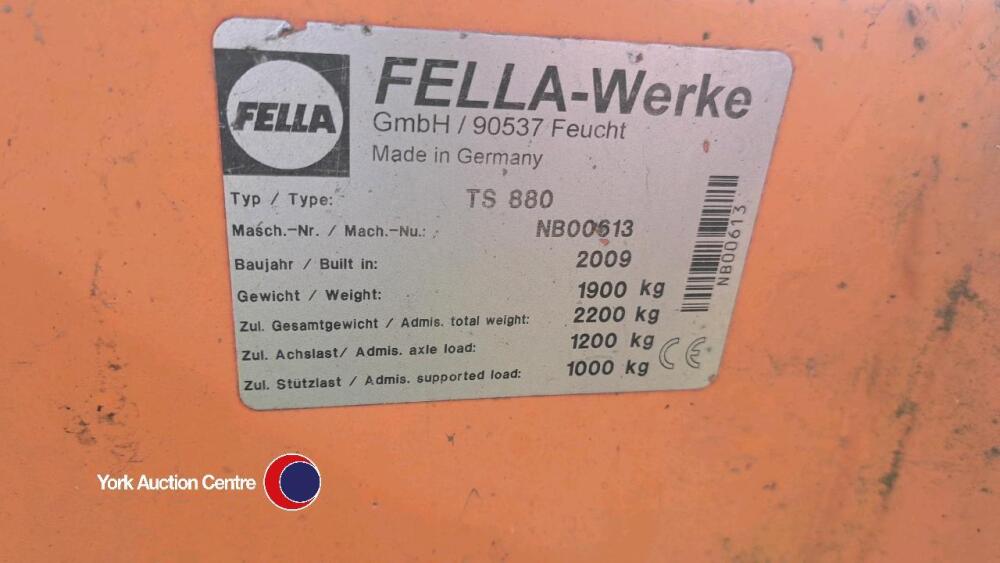 FELLA
FELLA-Werke
GmbH / 90537 Feucht
Made in Germany
Typ / Type: TS 880
Masch.-Nr. / Mach.-Nu.: NB00613
Baujahr / Built in: 2009
Gewicht / Weight: 1900 kg
Zul. Gesamtgewicht / Admis. total weight: 2200 kg
Zul. Achslast/ Admis. axle load: 1200 kg
Zul. Stützlast / Admis. supported load: 1000 kg
CE
NB00613
York Auction Centre